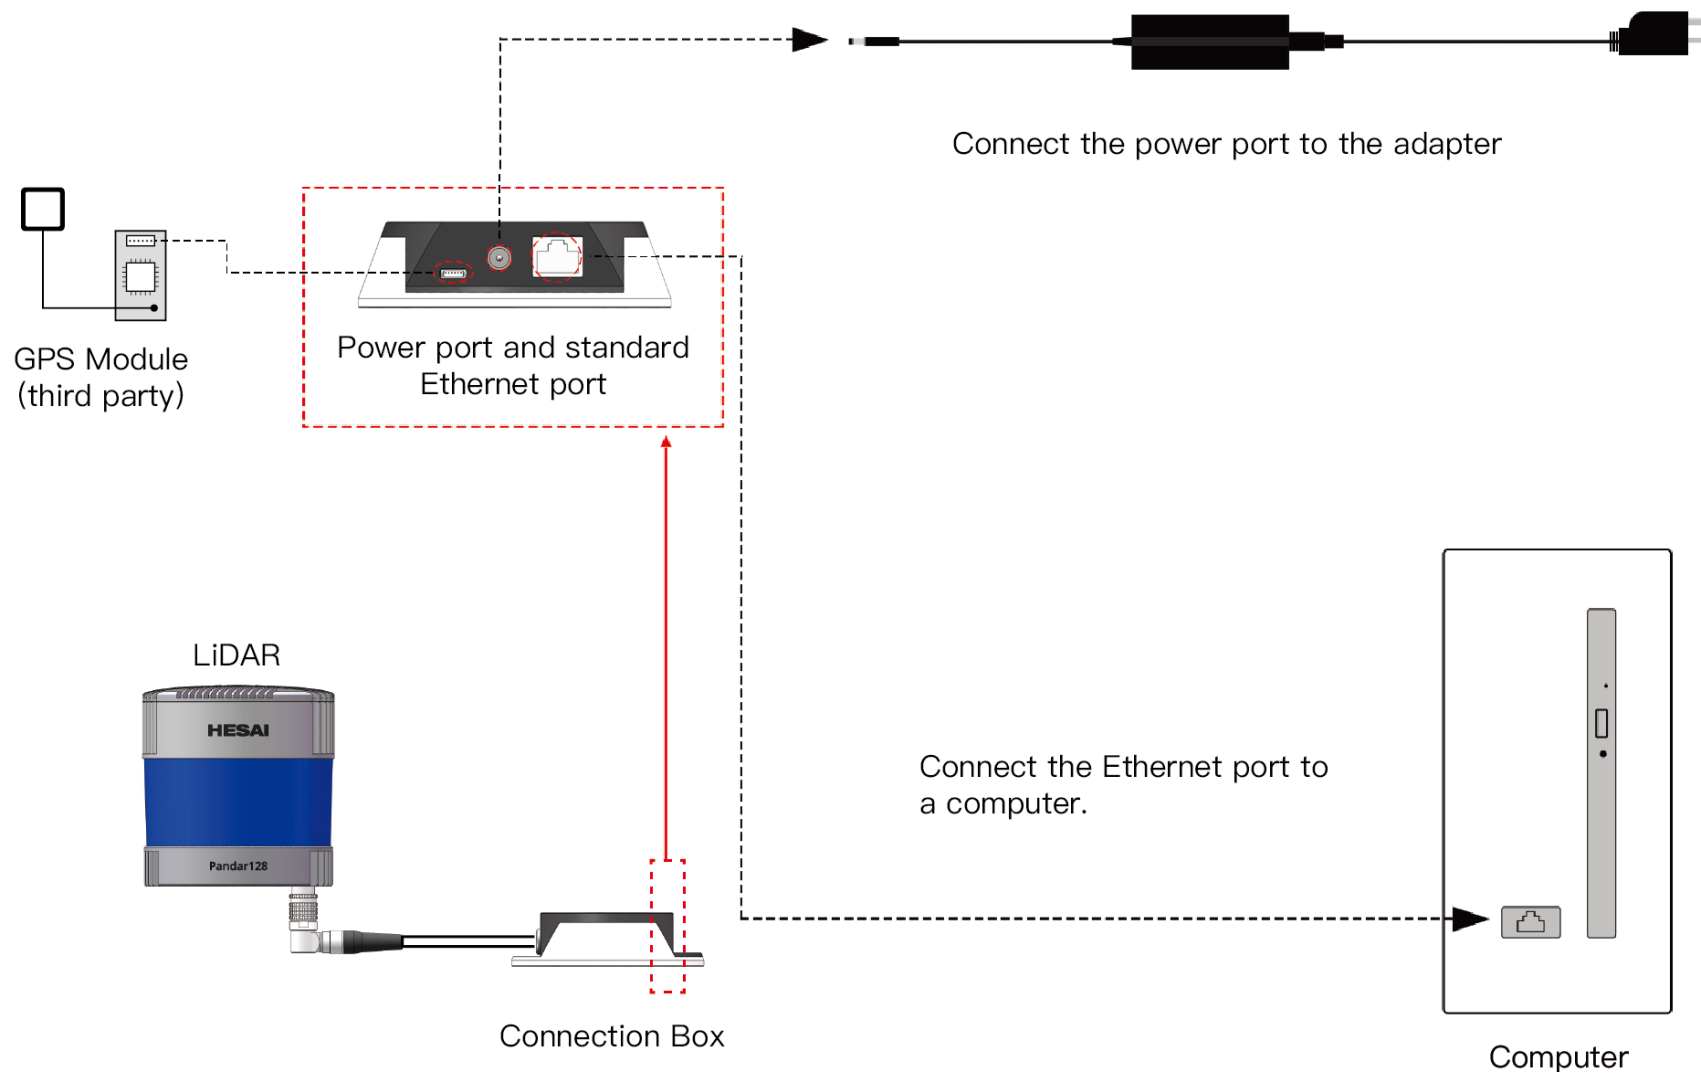 Connect the power port to the adapter
GPS Module
(third party)
Power port and standard
Ethernet port
LiDAR
HESAI
Pandar128
Connect the Ethernet port to
a computer.
Connection Box
Computer